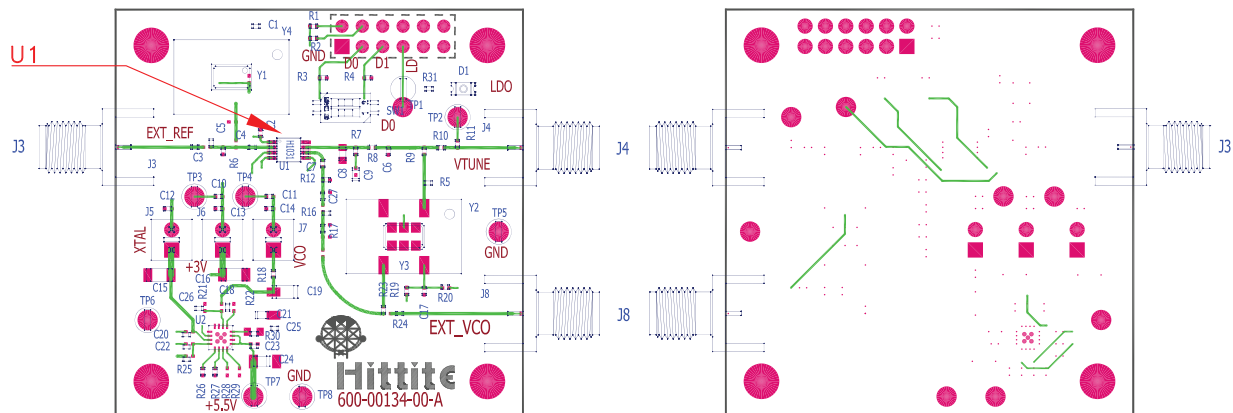 U1
C1
Y4
R1
R2
GND
D0
D1
LD
R3
R4
R31
D1
LDO
Y1
TP1
D0
TP2
R11
J4
C5
EXT_REF
C3
C4
R6
J3
J3
U1
R7
R8
C6
R9
R10
VTUNE
J4
J3
C8
C9
R12
C7
R5
TP3
C10
TP4
C11
C12
C13
C14
J5
J6
J7
R16
R17
Y2
TP5
GND
XTAL
+3V
VCO
Y3
C15
C16
R18
C19
R23
R19
R20
C17
R24
J8
EXT_VCO
J8
TP6
C26
R21
C18
R22
U2
C21
C25
R30
C20
C22
C23
C24
R25
R26
R27
R28
R29
TP7
GND
TP8
+5.5V
Hittite
600-00134-00-A